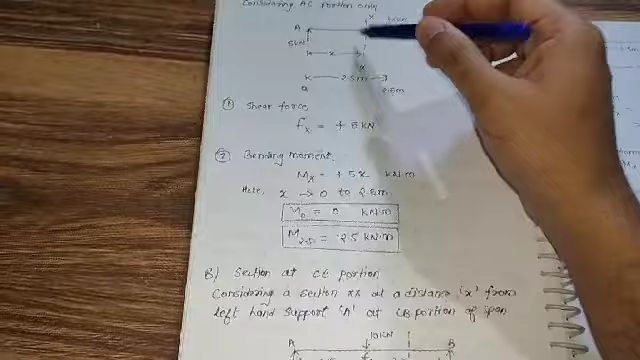 Considering AC portion only
x
A
5kN
x
x
2.5m
0
2.5m
① Shear force
Fx = + 5 kN
② Bending moment
Mx = + 5x kN m
Here, x → 0 to 2.5m
M0 = 0 kN.m
M2.5 = 12.5 kN.m
B) Section at CB portion
Considering a section xx at a distance 'x' from
left hand support 'A' at CB portion of span
10kN
A
B